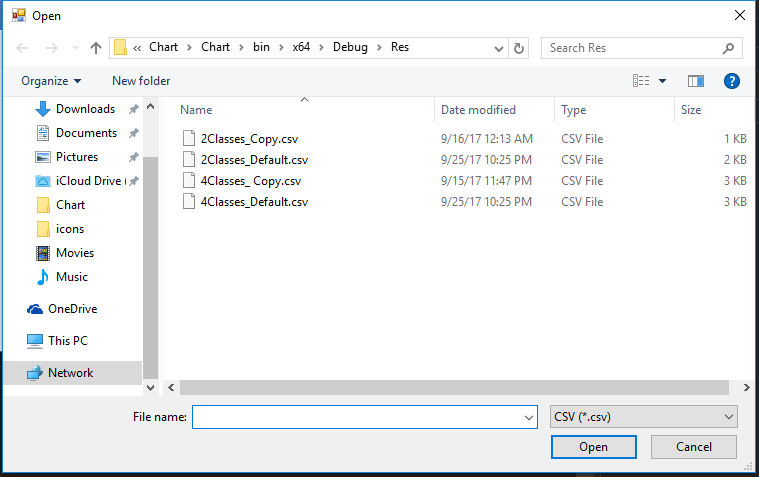 Open
« Chart > Chart > bin > x64 > Debug > Res
Search Res
Organize
New folder
Downloads
Documents
Pictures
iCloud Drive (
Chart
icons
Movies
Music
OneDrive
This PC
Network
Name Date modified Type Size
2Classes_Copy.csv 9/16/17 12:13 AM CSV File 1 KB
2Classes_Default.csv 9/25/17 10:25 PM CSV File 2 KB
4Classes_ Copy.csv 9/15/17 11:47 PM CSV File 3 KB
4Classes_Default.csv 9/25/17 10:25 PM CSV File 3 KB
File name:
CSV (*.csv)
Open
Cancel